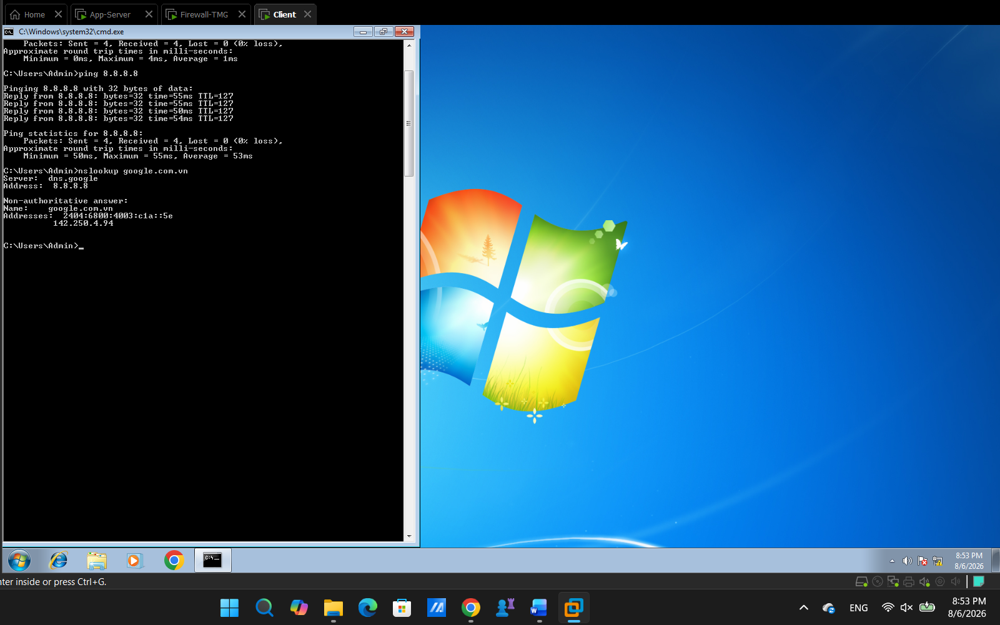 Home
App-Server
Firewall-TMG
Client
C:\Windows\system32\cmd.exe
Packets: Sent = 4, Received = 4, Lost = 0 (0% loss),
Approximate round trip times in milli-seconds:
Minimum = 0ms, Maximum = 4ms, Average = 1ms
C:\Users\Admin>ping 8.8.8.8
Pinging 8.8.8.8 with 32 bytes of data:
Reply from 8.8.8.8: bytes=32 time=55ms TTL=127
Reply from 8.8.8.8: bytes=32 time=55ms TTL=127
Reply from 8.8.8.8: bytes=32 time=50ms TTL=127
Reply from 8.8.8.8: bytes=32 time=54ms TTL=127
Ping statistics for 8.8.8.8:
Packets: Sent = 4, Received = 4, Lost = 0 (0% loss),
Approximate round trip times in milli-seconds:
Minimum = 50ms, Maximum = 55ms, Average = 53ms
C:\Users\Admin>nslookup google.com.vn
Server: dns.google
Address: 8.8.8.8
Non-authoritative answer:
Name: google.com.vn
Addresses: 2404:6800:4003:c1a::5e
142.250.4.94
C:\Users\Admin>_
8:53 PM
8/6/2026
nter inside or press Ctrl+G.
ENG
8:53 PM
8/6/2026